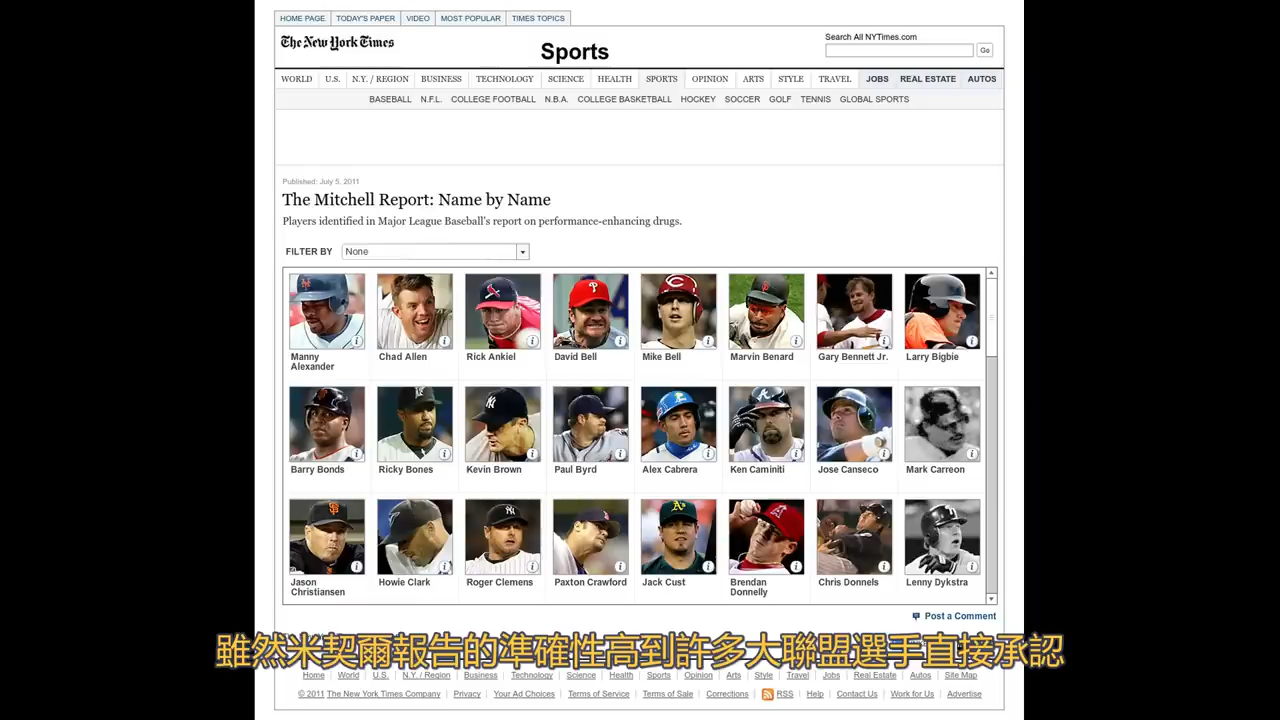 HOME PAGE TODAY'S PAPER VIDEO MOST POPULAR TIMES TOPICS
The New York Times
Sports
Search All NYTimes.com
Go
WORLD U.S. N.Y. / REGION BUSINESS TECHNOLOGY SCIENCE HEALTH SPORTS OPINION ARTS STYLE TRAVEL JOBS REAL ESTATE AUTOS
BASEBALL N.F.L. COLLEGE FOOTBALL N.B.A. COLLEGE BASKETBALL HOCKEY SOCCER GOLF TENNIS GLOBAL SPORTS
Published: July 5, 2011
The Mitchell Report: Name by Name
Players identified in Major League Baseball's report on performance-enhancing drugs.
FILTER BY None
Manny Alexander
Chad Allen
Rick Ankiel
David Bell
Mike Bell
Marvin Benard
Gary Bennett Jr.
Larry Bigbie
Barry Bonds
Ricky Bones
Kevin Brown
Paul Byrd
Alex Cabrera
Ken Caminiti
Jose Canseco
Mark Carreon
Jason Christiansen
Howie Clark
Roger Clemens
Paxton Crawford
Jack Cust
Brendan Donnelly
Chris Donnels
Lenny Dykstra
Post a Comment
雖然米契爾報告的準確性高到許多大聯盟選手直接承認
Home World U.S. N.Y. / Region Business Technology Science Health Sports Opinion Arts Style Travel Jobs Real Estate Autos Site Map
© 2011 The New York Times Company Privacy Your Ad Choices Terms of Service Terms of Sale Corrections RSS Help Contact Us Work for Us Advertise